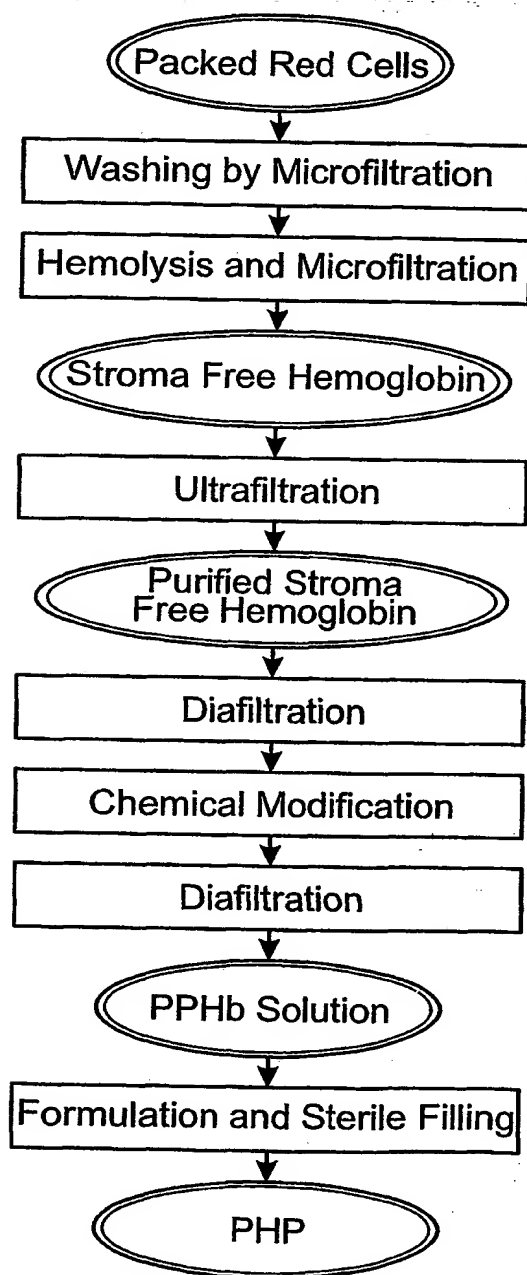 Packed Red Cells
Washing by Microfiltration
Hemolysis and Microfiltration
Stroma Free Hemoglobin
Ultrafiltration
Purified Stroma
Free Hemoglobin
Diafiltration
Chemical Modification
Diafiltration
PPHb Solution
Formulation and Sterile Filling
PHP